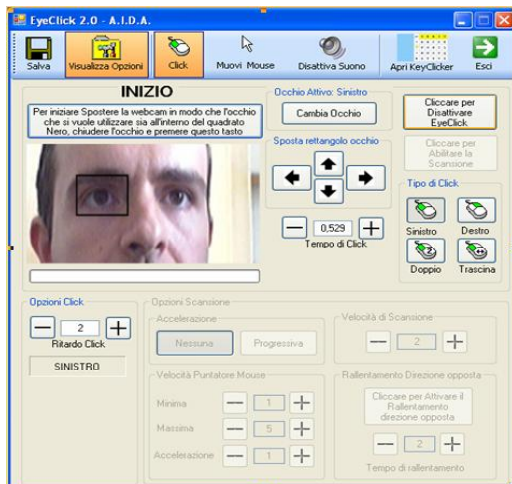 EyeClick 2.0 - A.I.D.A.
Salva
Visualizza Opzioni
Click
Muovi Mouse
Disattiva Suono
Apri KeyClicker
Esci
INIZIO
Per iniziare Spostere la webcam in modo che l'occhio
che si vuole utilizzare sia all'interno del quadrato
Nero, chiudere l'occhio e premere questo tasto
Occhio Attivo: Sinistro
Cambia Occhio
Sposta rettangolo occhio
0,529
Tempo di Click
Cliccare per
Disattivare
EyeClick
Cliccare per
Abilitare la
Scansione
Tipo di Click
Sinistro
Destro
Doppio
Trascina
Opzioni Click
2
Ritardo Click
SINISTRO
Opzioni Scansione
Accelerazione
Nessuna
Progressiva
Velocità di Scansione
2
Velocità Puntatore Mouse
Minima
1
Massima
5
Accelerazione
1
Rallentamento Direzione opposta
Cliccare per Attivare il
Rallentamento
direzione opposta
2
Tempo di rallentamento